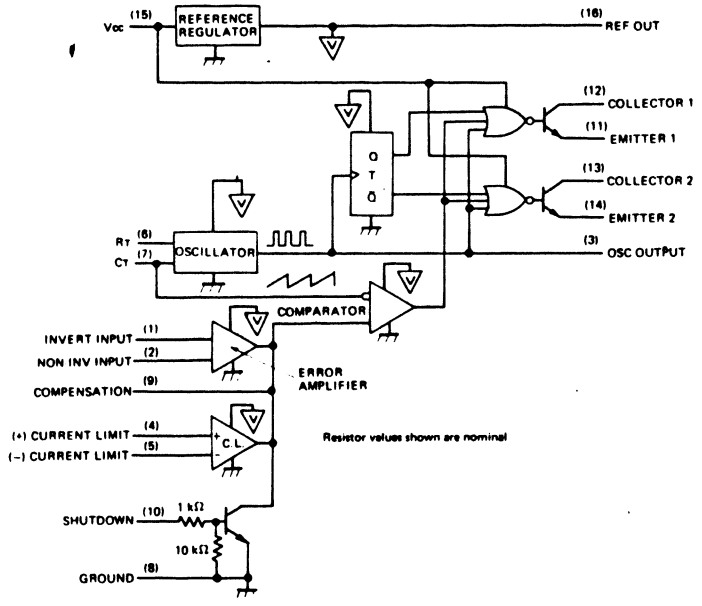 (15)
Vcc
REFERENCE
REGULATOR
(16)
REF OUT
V
V
(12)
COLLECTOR 1
(11)
EMITTER 1
Q
T
Q̄
(13)
COLLECTOR 2
(14)
EMITTER 2
V
RT (6)
CT (7)
OSCILLATOR
(3)
OSC OUTPUT
V
COMPARATOR
V
INVERT INPUT (1)
NON INV INPUT (2)
ERROR
AMPLIFIER
COMPENSATION (9)
V
(+) CURRENT LIMIT (4)
+
C.L.
(−) CURRENT LIMIT (5)
-
Resistor values shown are nominal
SHUTDOWN (10)
1 kΩ
10 kΩ
GROUND (8)